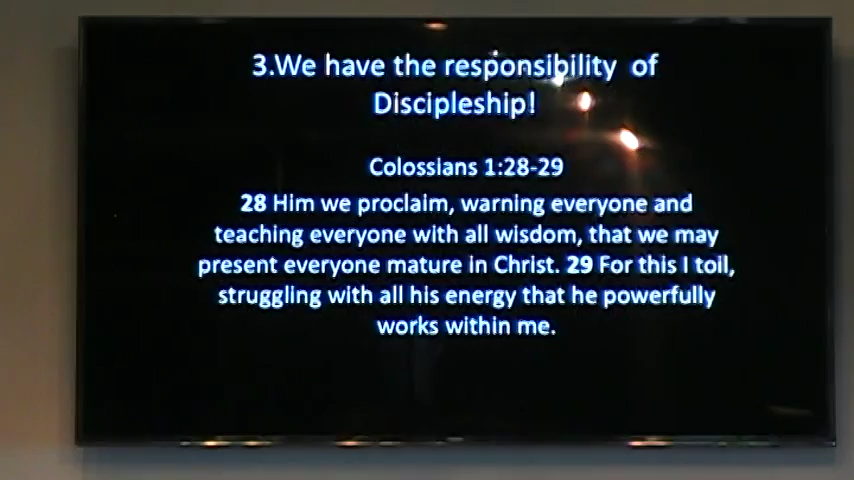 3.We have the responsibility of
Discipleship!
Colossians 1:28-29
28 Him we proclaim, warning everyone and
teaching everyone with all wisdom, that we may
present everyone mature in Christ. 29 For this I toil,
struggling with all his energy that he powerfully
works within me.